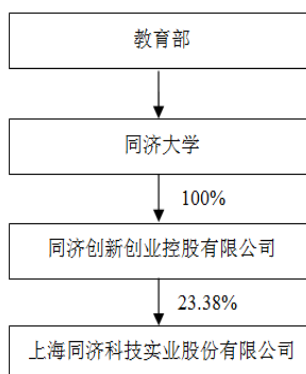 教育部
同济大学
100%
同济创新创业控股有限公司
23.38%
上海同济科技实业股份有限公司